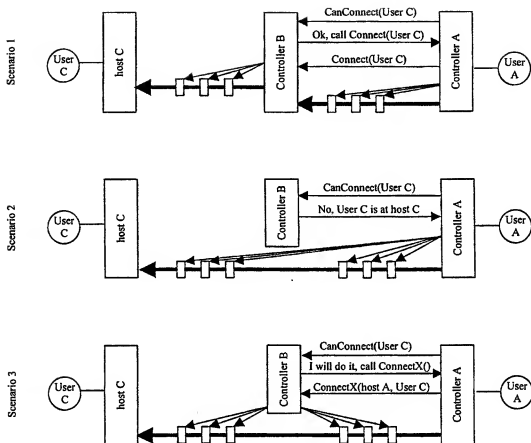 Scenario 1
User
C
host C
Controller B
CanConnect(User C)
Ok, call Connect(User C)
Connect(User C)
Controller A
User
A
Scenario 2
User
C
host C
Controller B
CanConnect(User C)
No, User C is at host C
Controller A
User
A
Scenario 3
User
C
host C
Controller B
CanConnect(User C)
I will do it, call ConnectX()
ConnectX(host A, User C)
Controller A
User
A